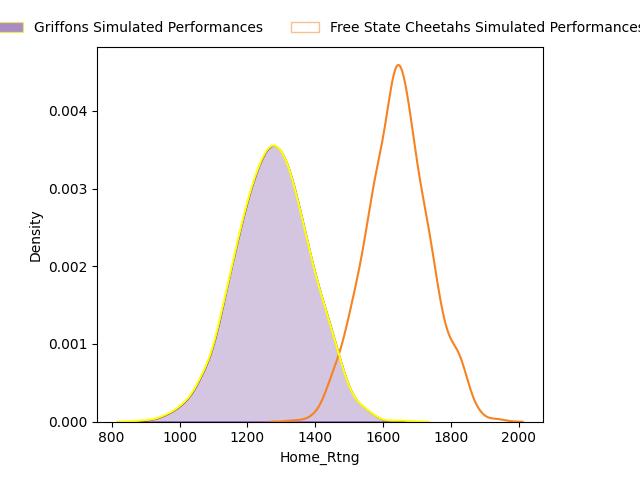 Griffons Simulated Performances
Free State Cheetahs Simulated Performances
0.004
0.003
0.002
0.001
0.000
Density
800 1000 1200 1400 1600 1800 2000
Home_Rtng